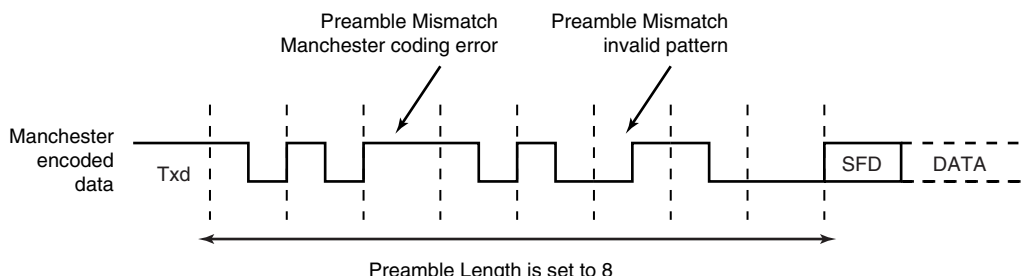 Preamble Mismatch
Manchester coding error
Preamble Mismatch
invalid pattern
Manchester
encoded
data
Txd
SFD
DATA
Preamble Length is set to 8